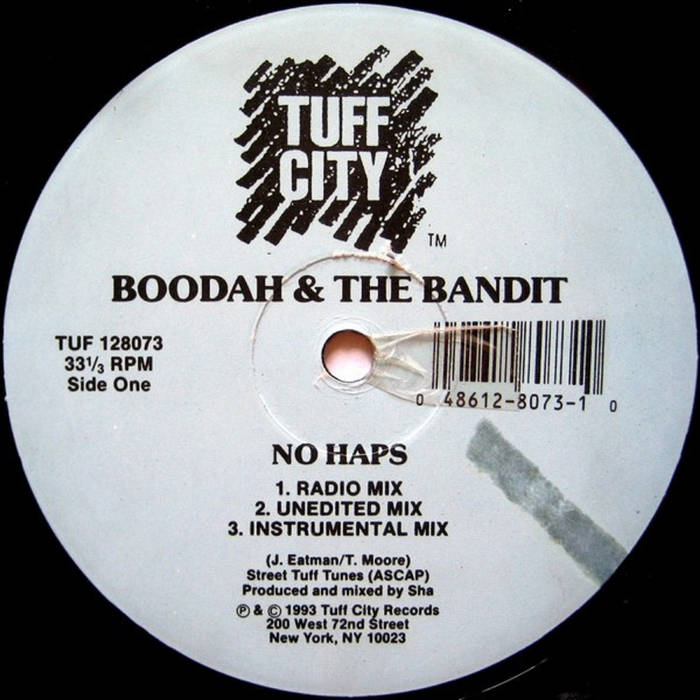 TUFF
CITY
TM
BOODAH & THE BANDIT
TUF 128073
33 1/3 RPM
Side One
0 48612-8073-1 0
NO HAPS
1. RADIO MIX
2. UNEDITED MIX
3. INSTRUMENTAL MIX
(J. Eatman/T. Moore)
Street Tuff Tunes (ASCAP)
Produced and mixed by Sha
℗ & © 1993 Tuff City Records
200 West 72nd Street
New York, NY 10023